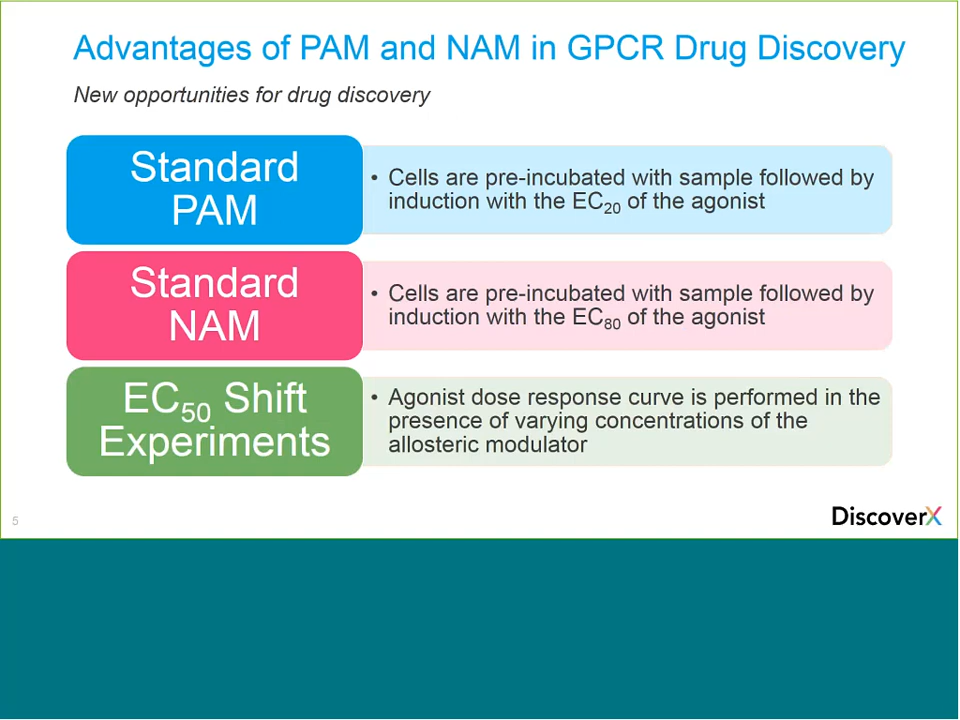 Advantages of PAM and NAM in GPCR Drug Discovery
New opportunities for drug discovery
Standard
PAM
• Cells are pre-incubated with sample followed by
induction with the EC20 of the agonist
Standard
NAM
• Cells are pre-incubated with sample followed by
induction with the EC80 of the agonist
EC50 Shift
Experiments
• Agonist dose response curve is performed in the
presence of varying concentrations of the
allosteric modulator
5
DiscoverX